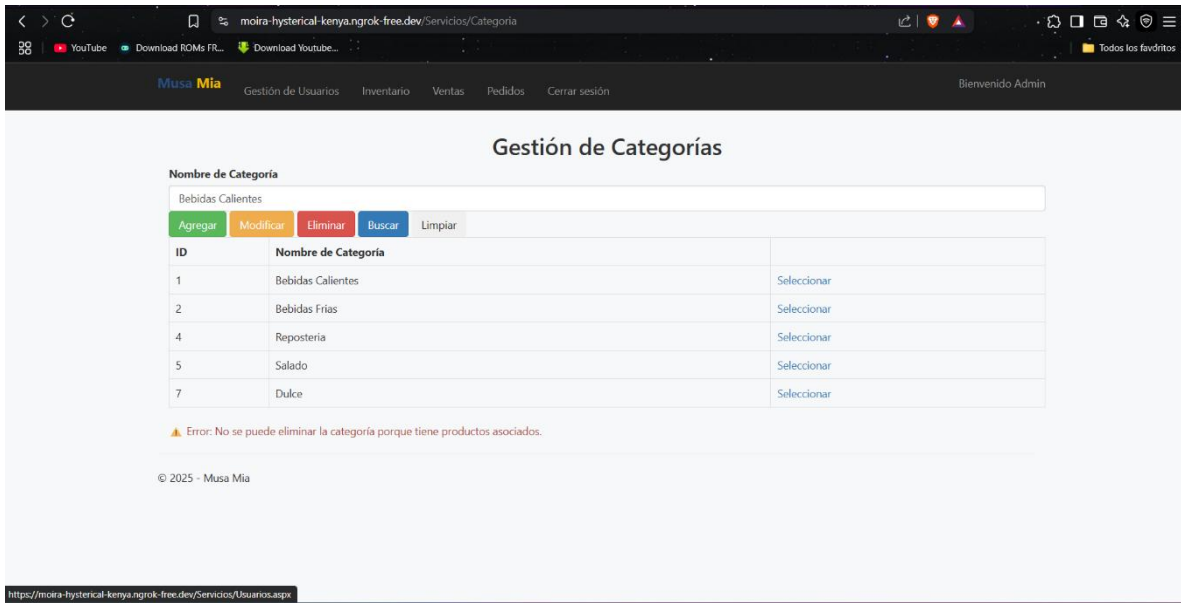 moira-hysterical-kenya.ngrok-free.dev/Servicios/Categoria
YouTube Download ROMs FR... Download Youtube... Todos los favoritos
Musa Mia Gestión de Usuarios Inventario Ventas Pedidos Cerrar sesión Bienvenido Admin
Gestión de Categorías
Nombre de Categoría
Bebidas Calientes
Agregar Modificar Eliminar Buscar Limpiar
ID Nombre de Categoría
1 Bebidas Calientes Seleccionar
2 Bebidas Frias Seleccionar
4 Reposteria Seleccionar
5 Salado Seleccionar
7 Dulce Seleccionar
Error: No se puede eliminar la categoría porque tiene productos asociados.
© 2025 - Musa Mia
https://moira-hysterical-kenya.ngrok-free.dev/Servicios/Usuarios.aspx